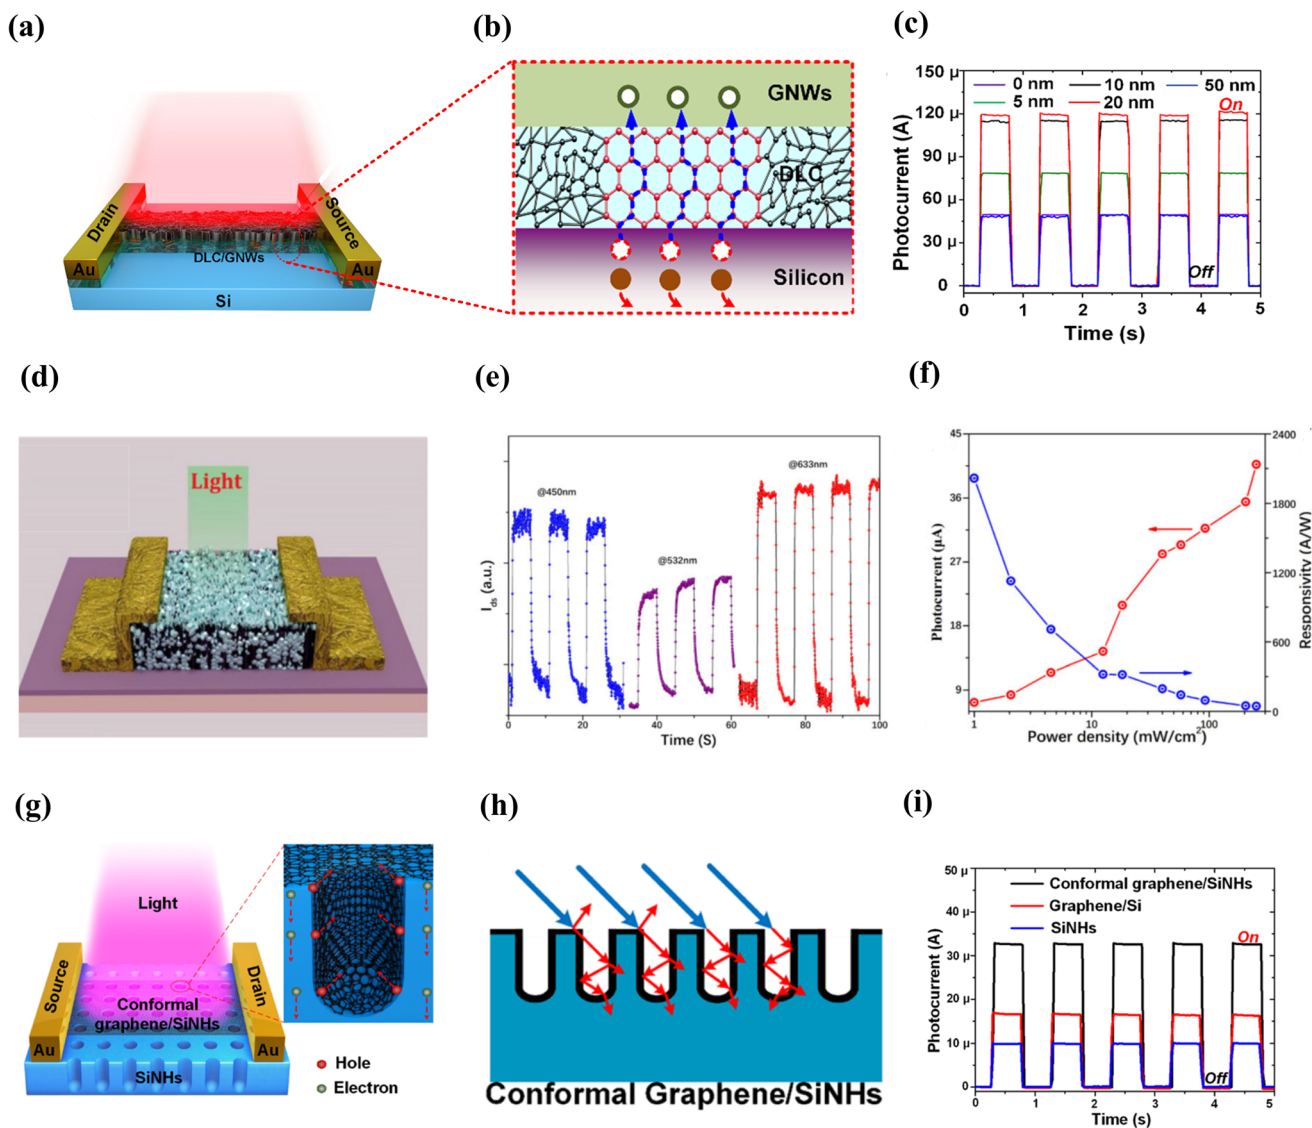 (a)
Drain
Source
Au
DLC/GNWs
Au
Si
(b)
GNWs
DLC
Silicon
(c)
Photocurrent (A)
150 μ
120 μ
90 μ
60 μ
30 μ
0
0 nm
10 nm
50 nm
5 nm
20 nm
On
Off
0
1
2
3
4
5
Time (s)
(d)
Light
(e)
I_ds (a.u.)
@450nm
@532nm
@633nm
0
20
40
60
80
100
Time (S)
(f)
Photocurrent (μA)
45
36
27
18
9
2400
1800
1200
600
0
Responsivity (A/W)
1
10
100
Power density (mW/cm²)
(g)
Light
Source
Drain
Conformal
graphene/SiNHs
Au
Au
SiNHs
Hole
Electron
(h)
Conformal Graphene/SiNHs
(i)
Photocurrent (A)
50 μ
40 μ
30 μ
20 μ
10 μ
0
Conformal graphene/SiNHs
Graphene/Si
SiNHs
On
Off
0
1
2
3
4
5
Time (s)